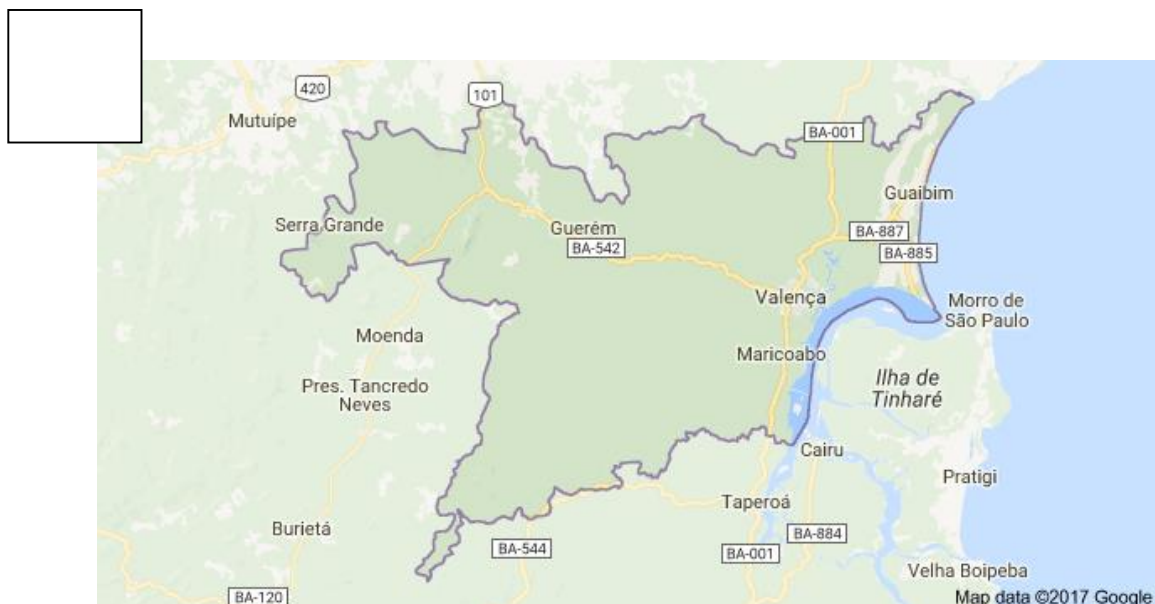 420
101
Mutuípe
BA-001
Guaibim
Serra Grande
Guerém
BA-887
BA-542
BA-885
Valença
Morro de
São Paulo
Moenda
Maricoabo
Pres. Tancredo
Neves
Ilha de
Tinharé
Cairu
Pratigi
Taperoá
Burietá
BA-884
BA-544
BA-001
Velha Boipeba
BA-120
Map data ©2017 Google